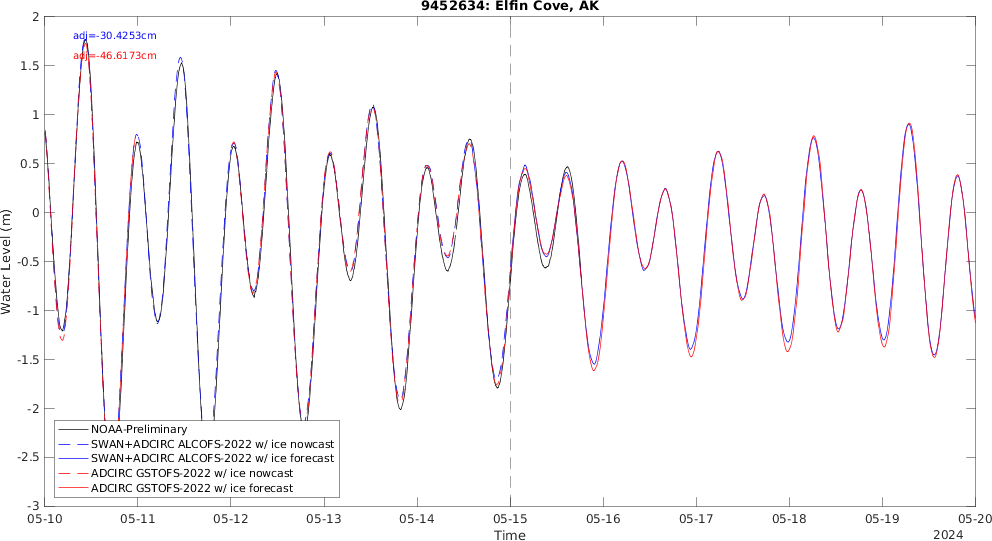 9452634: Elfin Cove, AK
adj=-30.4253cm
adj=-46.6173cm
Water Level (m)
2
1.5
1
0.5
0
-0.5
-1
-1.5
-2
-2.5
-3
NOAA-Preliminary
SWAN+ADCIRC ALCOFS-2022 w/ ice nowcast
SWAN+ADCIRC ALCOFS-2022 w/ ice forecast
ADCIRC GSTOFS-2022 w/ ice nowcast
ADCIRC GSTOFS-2022 w/ ice forecast
05-10 05-11 05-12 05-13 05-14 05-15 05-16 05-17 05-18 05-19 05-20
Time
2024